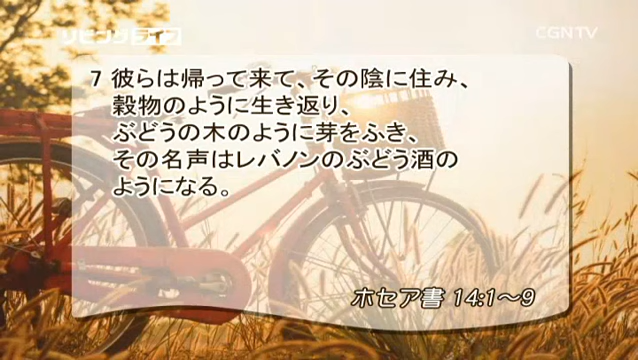 リビングライフ
CGNTV
7 彼らは帰って来て、その陰に住み、
穀物のように生き返り、
ぶどうの木のように芽をふき、
その名声はレバノンのぶどう酒の
ようになる。
ホセア書 14:1~9